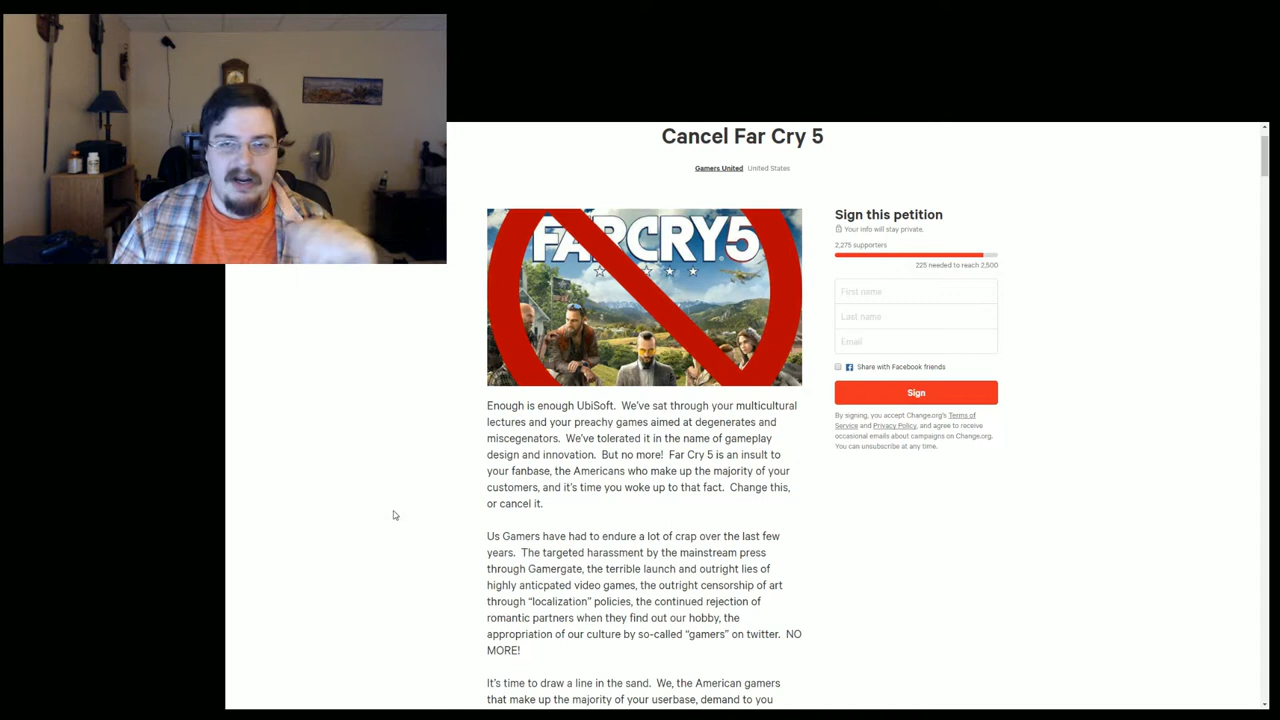 Cancel Far Cry 5
Gamers United United States
FARCRY5
Enough is enough UbiSoft. We've sat through your multicultural
lectures and your preachy games aimed at degenerates and
miscegenators. We've tolerated it in the name of gameplay
design and innovation. But no more! Far Cry 5 is an insult to
your fanbase, the Americans who make up the majority of your
customers, and it's time you woke up to that fact. Change this,
or cancel it.
Us Gamers have had to endure a lot of crap over the last few
years. The targeted harassment by the mainstream press
through Gamergate, the terrible launch and outright lies of
highly anticpated video games, the outright censorship of art
through “localization” policies, the continued rejection of
romantic partners when they find out our hobby, the
appropriation of our culture by so-called “gamers” on twitter. NO
MORE!
It's time to draw a line in the sand. We, the American gamers
that make up the majority of your userbase, demand to you
Sign this petition
Your info will stay private.
2,275 supporters
225 needed to reach 2,500
First name
Last name
Email
Share with Facebook friends
Sign
By signing, you accept Change.org's Terms of
Service and Privacy Policy, and agree to receive
occasional emails about campaigns on Change.org.
You can unsubscribe at any time.